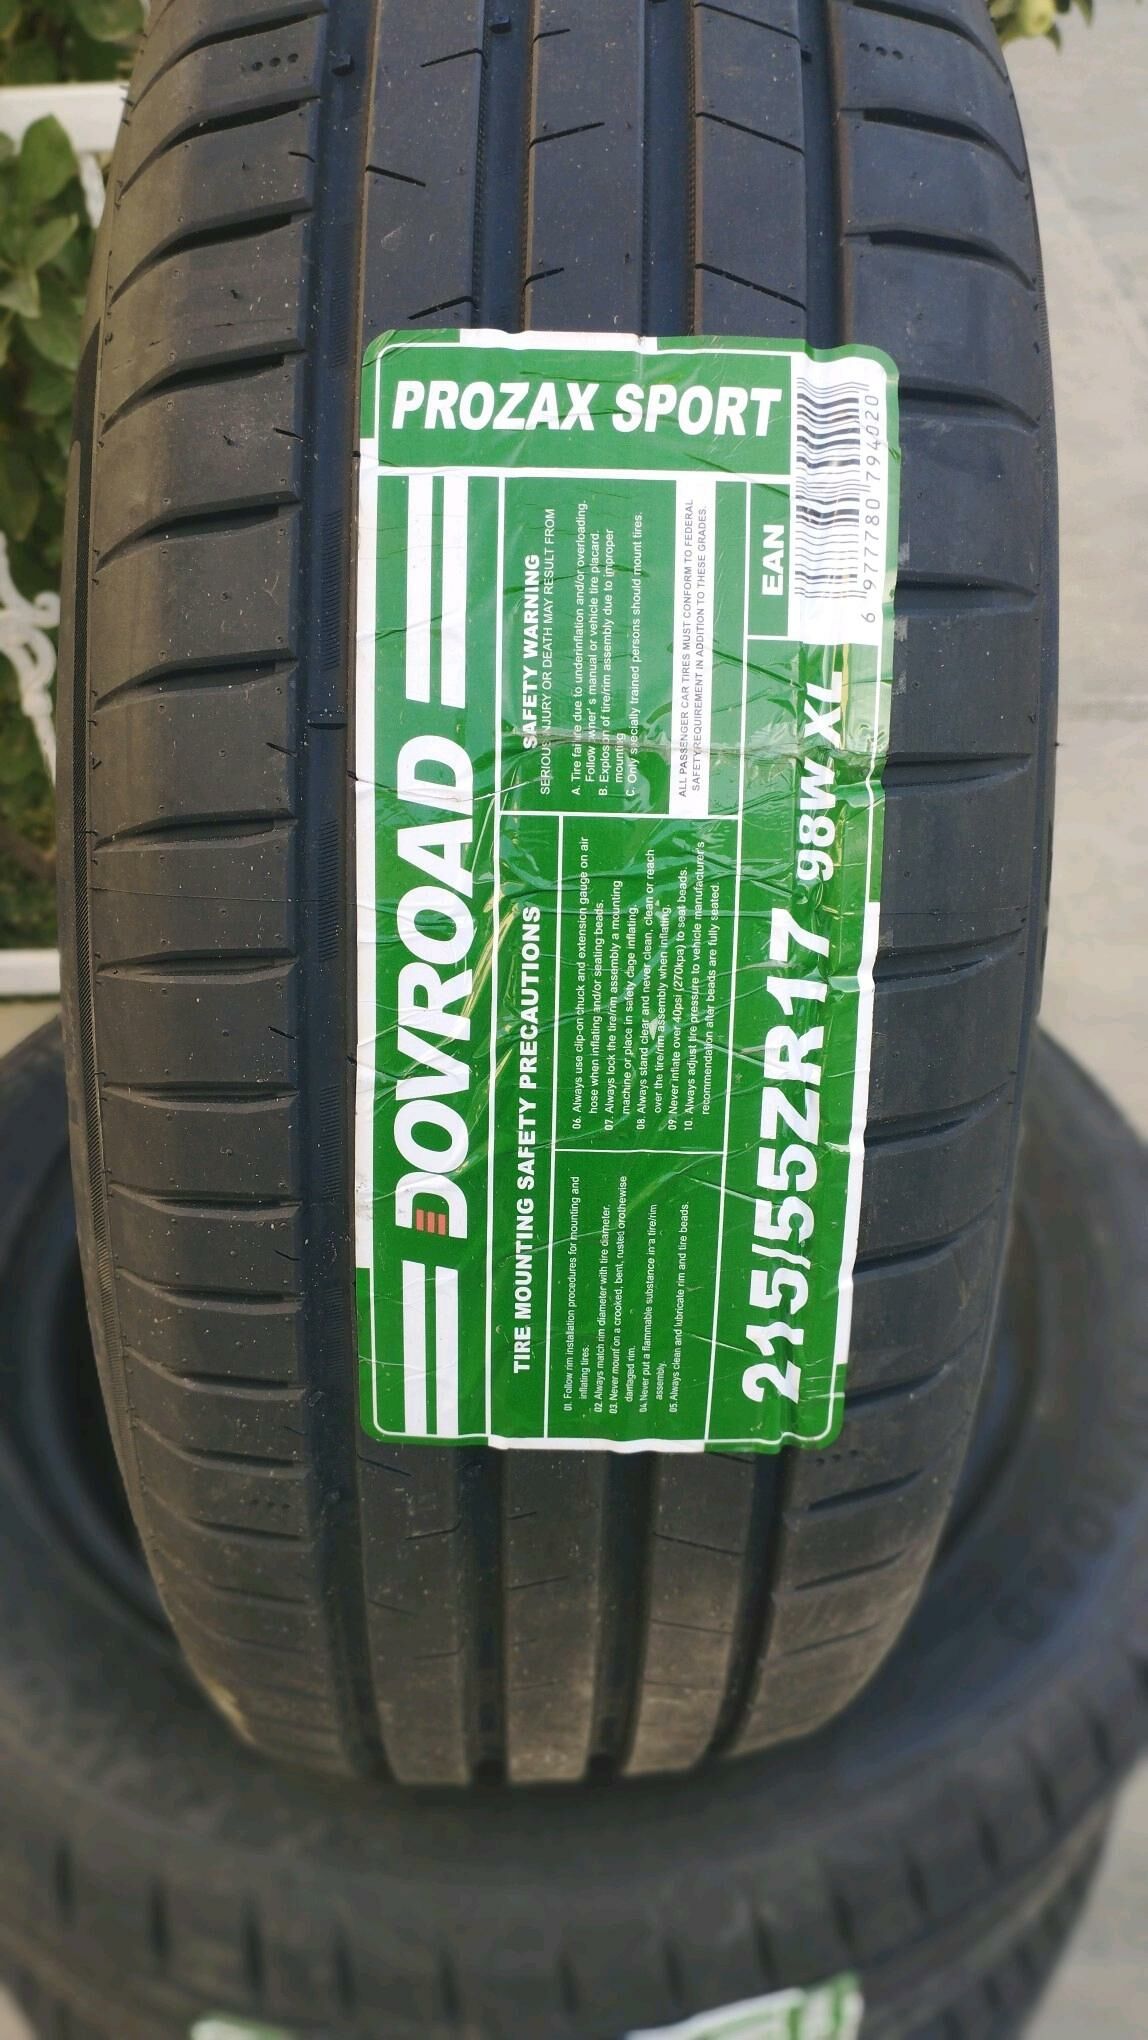 PROZAX SPORT
DOVROAD
TIRE MOUNTING SAFETY PRECAUTIONS
01. Follow rim installation procedures for mounting and
inflating tires.
02. Always match rim diameter with tire diameter.
03. Never mount on a crooked, bent, rusted orothewise
damaged rim.
04. Never put a flammable substance in a tire/rim
assembly.
05. Always clean and lubricate rim and tire beads.
06. Always use clip-on chuck and extension gauge on air
hose when inflating and/or seating beads.
07. Always lock the tire/rim assembly a mounting
machine or place in safety cage inflating.
08. Always stand clear and never clean, clean or reach
over the tire/rim assembly when inflating.
09. Never inflate over 40psi (270kpa) to seat beads.
10. Always adjust tire pressure to vehicle manufacturer's
recommendation after beads are fully seated.
SAFETY WARNING
SERIOUS INJURY OR DEATH MAY RESULT FROM
A. Tire failure due to underinflation and/or overloading.
Follow owner's manual or vehicle tire placard.
B. Explosion of tire/rim assembly due to improper
mounting
C. Only specially trained persons should mount tires.
ALL PASSENGER CAR TIRES MUST CONFORM TO FEDERAL
SAFETY REQUIREMENT IN ADDITION TO THESE GRADES.
215/55ZR17 98W XL
EAN
6 977780 794020